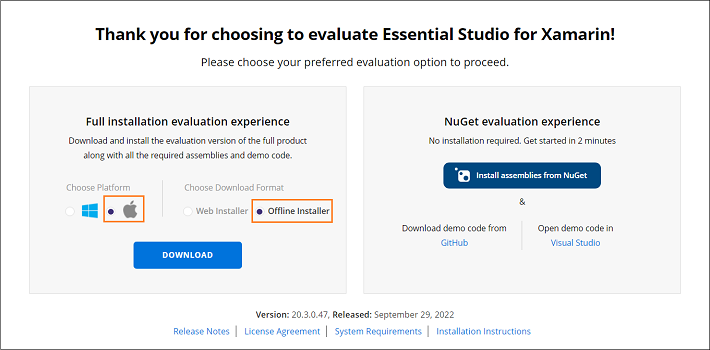 Thank you for choosing to evaluate Essential Studio for Xamarin!
Please choose your preferred evaluation option to proceed.
Full installation evaluation experience
Download and install the evaluation version of the full product
along with all the required assemblies and demo code.
Choose Platform
Choose Download Format
Web Installer
Offline Installer
DOWNLOAD
NuGet evaluation experience
No installation required. Get started in 2 minutes
Install assemblies from NuGet
&
Download demo code from
GitHub
Open demo code in
Visual Studio
Version: 20.3.0.47, Released: September 29, 2022
Release Notes | License Agreement | System Requirements | Installation Instructions